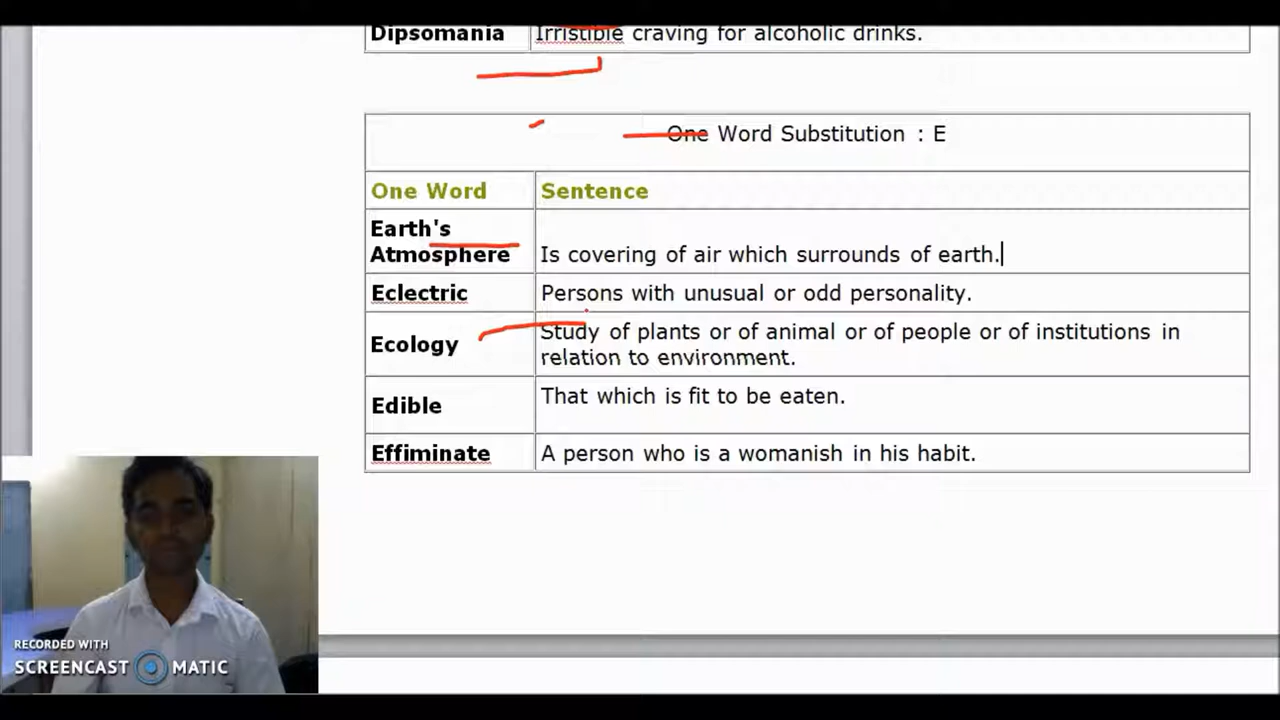 Dipsomania Irristible craving for alcoholic drinks.
One Word Substitution : E
One Word Sentence
Earth's
Atmosphere Is covering of air which surrounds of earth.
Eclectric Persons with unusual or odd personality.
Ecology Study of plants or of animal or of people or of institutions in
relation to environment.
Edible That which is fit to be eaten.
Effiminate A person who is a womanish in his habit.
RECORDED WITH
SCREENCAST MATIC